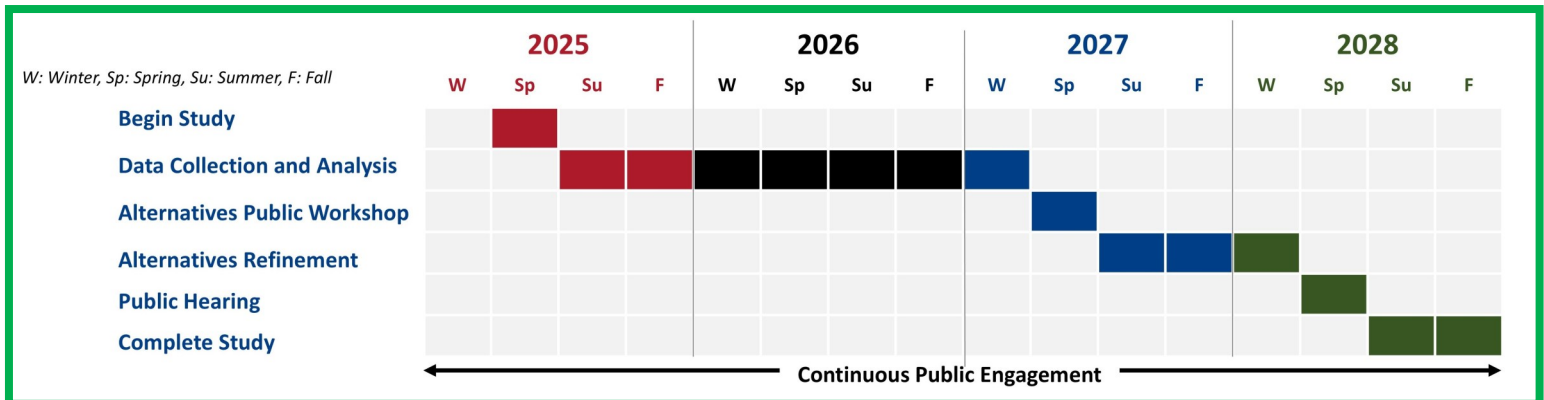 2025 2026 2027 2028
W: Winter, Sp: Spring, Su: Summer, F: Fall
W Sp Su F W Sp Su F W Sp Su F W Sp Su F
Begin Study
Data Collection and Analysis
Alternatives Public Workshop
Alternatives Refinement
Public Hearing
Complete Study
Continuous Public Engagement